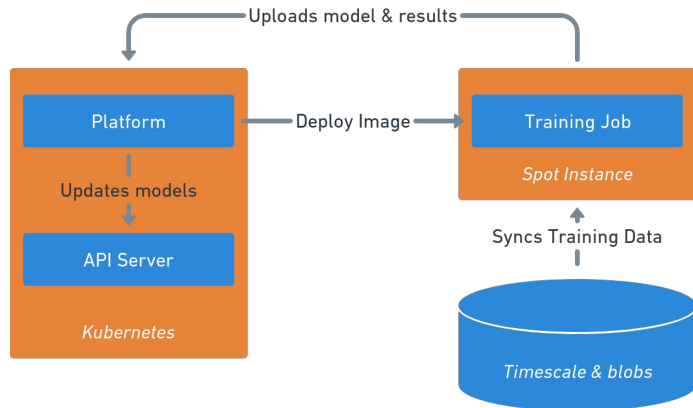 Uploads model & results
Platform
Deploy Image
Training Job
Spot Instance
Updates models
Syncs Training Data
API Server
Kubernetes
Timescale & blobs